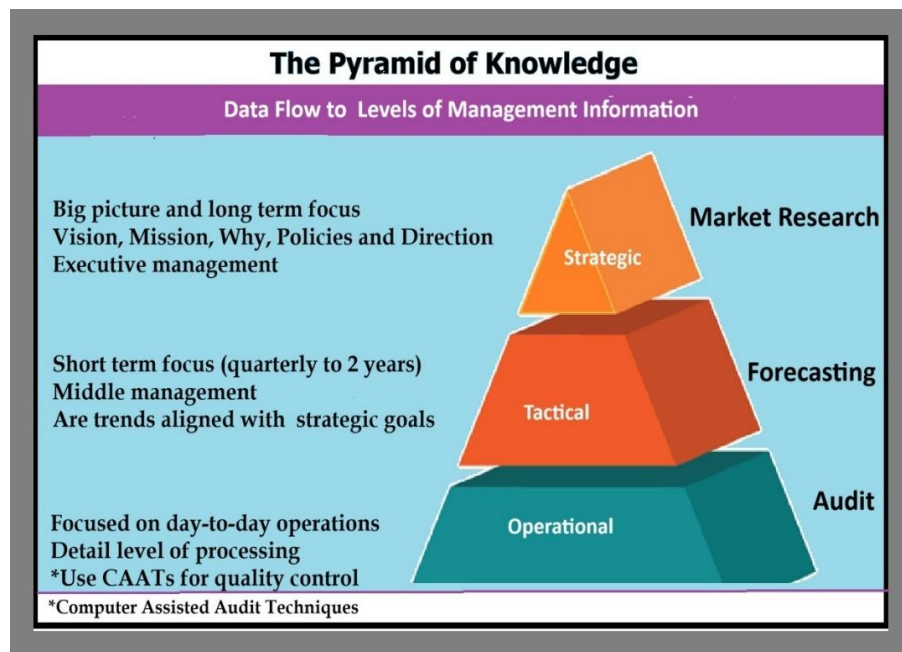 The Pyramid of Knowledge
Data Flow to Levels of Management Information
Big picture and long term focus
Vision, Mission, Why, Policies and Direction
Executive management
Strategic
Market Research
Short term focus (quarterly to 2 years)
Middle management
Are trends aligned with strategic goals
Tactical
Forecasting
Focused on day-to-day operations
Detail level of processing
*Use CAATs for quality control
Operational
Audit
*Computer Assisted Audit Techniques